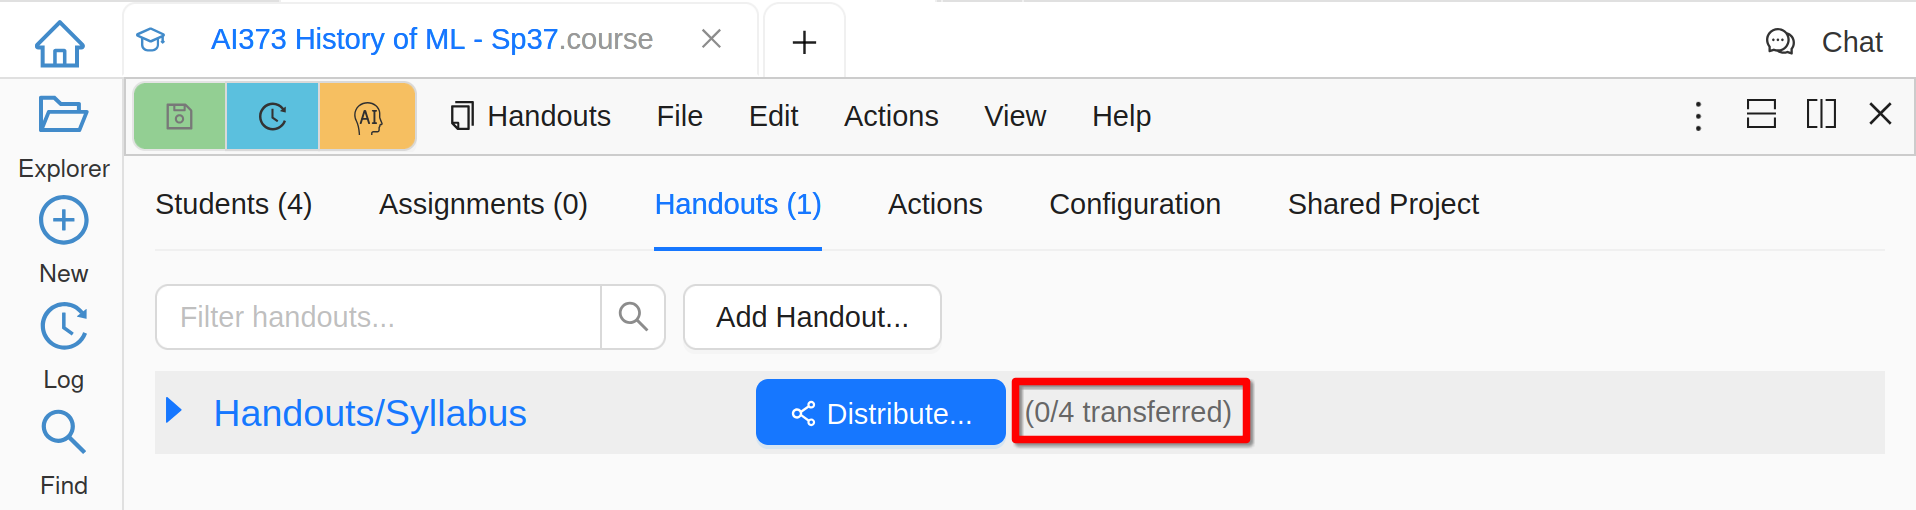 AI373 History of ML - Sp37.course
Chat
AI
Handouts File Edit Actions View Help
Explorer
New
Log
Find
Students (4) Assignments (0) Handouts (1) Actions Configuration Shared Project
Filter handouts... Add Handout...
Handouts/Syllabus Distribute... (0/4 transferred)